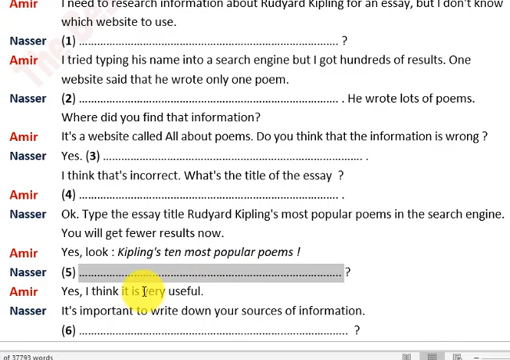 Amir I need to research information about Rudyard Kipling for an essay, but I don't know
which website to use.
Nasser (1) ................................................................................ ?
Amir I tried typing his name into a search engine but I got hundreds of results. One
website said that he wrote only one poem.
Nasser (2) ................................................................................ . He wrote lots of poems.
Where did you find that information?
Amir It's a website called All about poems. Do you think that the information is wrong ?
Nasser Yes. (3) ................................................................................ .
I think that's incorrect. What's the title of the essay ?
Amir (4) ................................................................................ .
Nasser Ok. Type the essay title Rudyard Kipling's most popular poems in the search engine.
You will get fewer results now.
Amir Yes, look : Kipling's ten most popular poems !
Nasser (5) ................................................................................ ?
Amir Yes, I think it is very useful.
Nasser It's important to write down your sources of information.
(6) ................................................................................ ?
of 37793 words